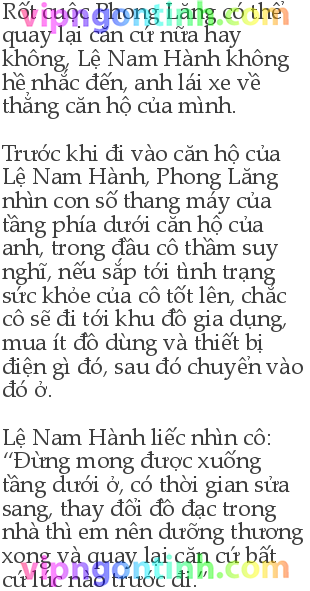 Rốt cuộc Phong Lăng có thể
quay lại căn cứ nữa hay
không, Lệ Nam Hành không
hề nhắc đến, anh lái xe về
thẳng căn hộ của mình.
Trước khi đi vào căn hộ của
Lệ Nam Hành, Phong Lăng
nhìn con số thang máy của
tầng phía dưới căn hộ của
anh, trong đầu cô thầm suy
nghĩ, nếu sắp tới tình trạng
sức khỏe của cô tốt lên, chắc
cô sẽ đi tới khu đồ gia dụng,
mua ít đồ dùng và thiết bị
điện gì đó, sau đó chuyển vào
đó ở.
Lệ Nam Hành liếc nhìn cô:
“Đừng mong được xuống
tầng dưới ở, có thời gian sửa
sang, thay đổi đồ đạc trong
nhà thì em nên dưỡng thương
xong và quay lại căn cứ bất
cứ lúc nào trước đi.”
vipngontinh.com
vipngontinh.com